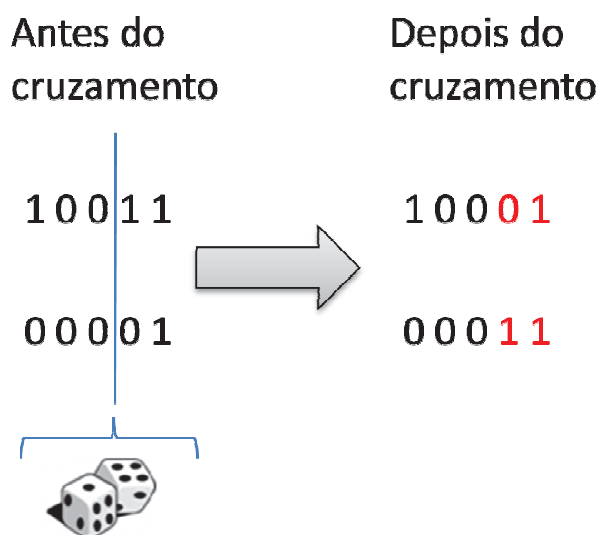 Antes do
cruzamento
1 0 0 1 1
0 0 0 0 1
Depois do
cruzamento
1 0 0 0 1
0 0 0 1 1